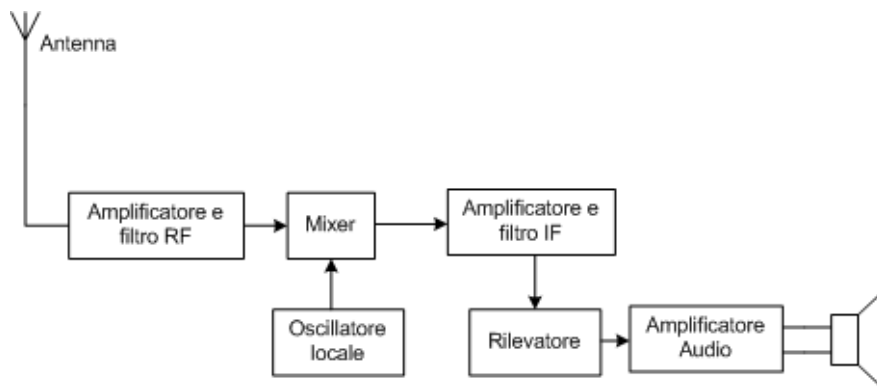 Antenna
Amplificatore e
filtro RF
Mixer
Amplificatore e
filtro IF
Oscillatore
locale
Rilevatore
Amplificatore
Audio